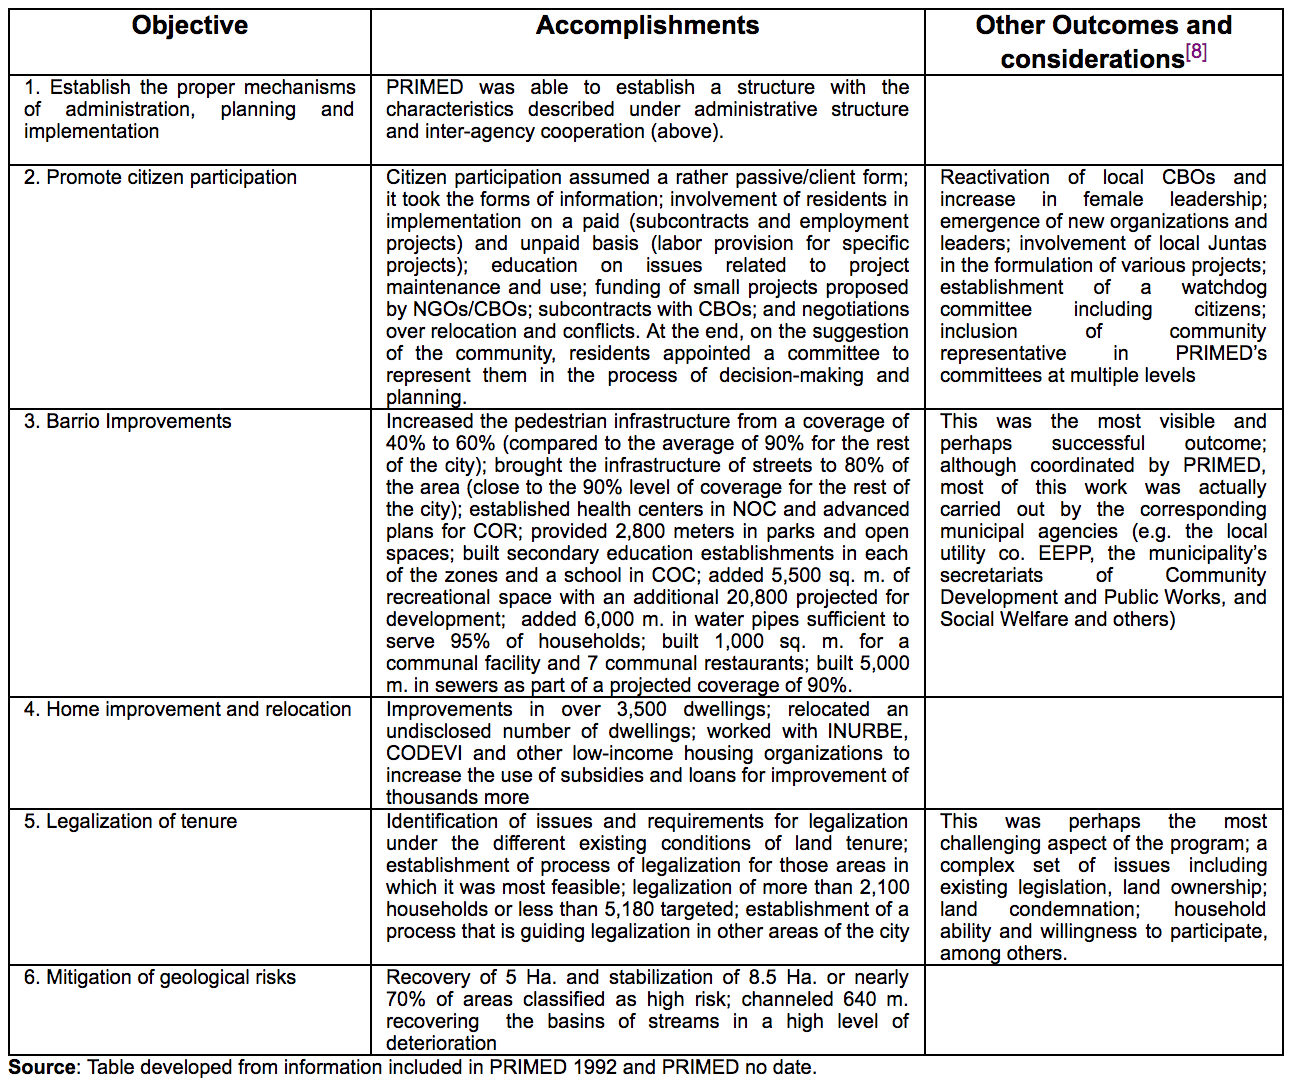 Objective
Accomplishments
Other Outcomes and
considerations[8]
1. Establish the proper mechanisms
of administration, planning and
implementation
PRIMED was able to establish a structure with the
characteristics described under administrative structure
and inter-agency cooperation (above).
2. Promote citizen participation
Citizen participation assumed a rather passive/client form;
it took the forms of information; involvement of residents in
implementation on a paid (subcontracts and employment
projects) and unpaid basis (labor provision for specific
projects); education on issues related to project
maintenance and use; funding of small projects proposed
by NGOs/CBOs; subcontracts with CBOs; and negotiations
over relocation and conflicts. At the end, on the suggestion
of the community, residents appointed a committee to
represent them in the process of decision-making and
planning.
Reactivation of local CBOs and
increase in female leadership;
emergence of new organizations and
leaders; involvement of local Juntas
in the formulation of various projects;
establishment of a watchdog
committee including citizens;
inclusion of community
representative in PRIMED’s
committees at multiple levels
3. Barrio Improvements
Increased the pedestrian infrastructure from a coverage of
40% to 60% (compared to the average of 90% for the rest
of the city); brought the infrastructure of streets to 80% of
the area (close to the 90% level of coverage for the rest of
the city); established health centers in NOC and advanced
plans for COR; provided 2,800 meters in parks and open
spaces; built secondary education establishments in each
of the zones and a school in COC; added 5,500 sq. m. of
recreational space with an additional 20,800 projected for
development; added 6,000 m. in water pipes sufficient to
serve 95% of households; built 1,000 sq. m. for a
communal facility and 7 communal restaurants; built 5,000
m. in sewers as part of a projected coverage of 90%.
This was the most visible and
perhaps successful outcome;
although coordinated by PRIMED,
most of this work was actually
carried out by the corresponding
municipal agencies (e.g. the local
utility co. EEPP, the municipality’s
secretariats of Community
Development and Public Works, and
Social Welfare and others)
4. Home improvement and relocation
Improvements in over 3,500 dwellings; relocated an
undisclosed number of dwellings; worked with INURBE,
CODEVI and other low-income housing organizations to
increase the use of subsidies and loans for improvement of
thousands more
5. Legalization of tenure
Identification of issues and requirements for legalization
under the different existing conditions of land tenure;
establishment of process of legalization for those areas in
which it was most feasible; legalization of more than 2,100
households or less than 5,180 targeted; establishment of a
process that is guiding legalization in other areas of the city
This was perhaps the most
challenging aspect of the program; a
complex set of issues including
existing legislation, land ownership;
land condemnation; household
ability and willingness to participate,
among others.
6. Mitigation of geological risks
Recovery of 5 Ha. and stabilization of 8.5 Ha. or nearly
70% of areas classified as high risk; channeled 640 m.
recovering the basins of streams in a high level of
deterioration
Source: Table developed from information included in PRIMED 1992 and PRIMED no date.